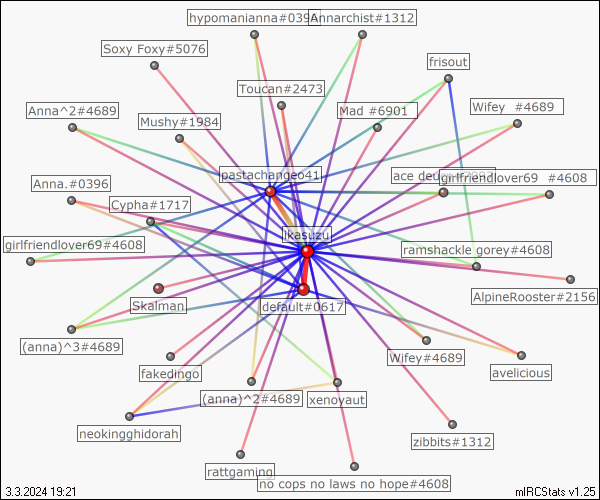 hypomanianna#0394
Annarchist#1312
Soxy Foxy#5076
frisout
Toucan#2473
Anna^2#4689
Mushy#1984
Mad #6901
Wifey #4689
pastachangeo41
ace
girlfriendlover69 #4608
Anna.#0396
Cypha#1717
ikasuzu
girlfriendlover69#4608
ramshackle gorey#4608
Skalman
default#0617
AlpineRooster#2156
(anna)^3#4689
Wifey#4689
fakedingo
avelicious
(anna)^2#4689
xenoyaut
neokingghidorah
zibbits#1312
rattgaming
no cops no laws no hope#4608
3.3.2024 19:21
mIRCStats v1.25